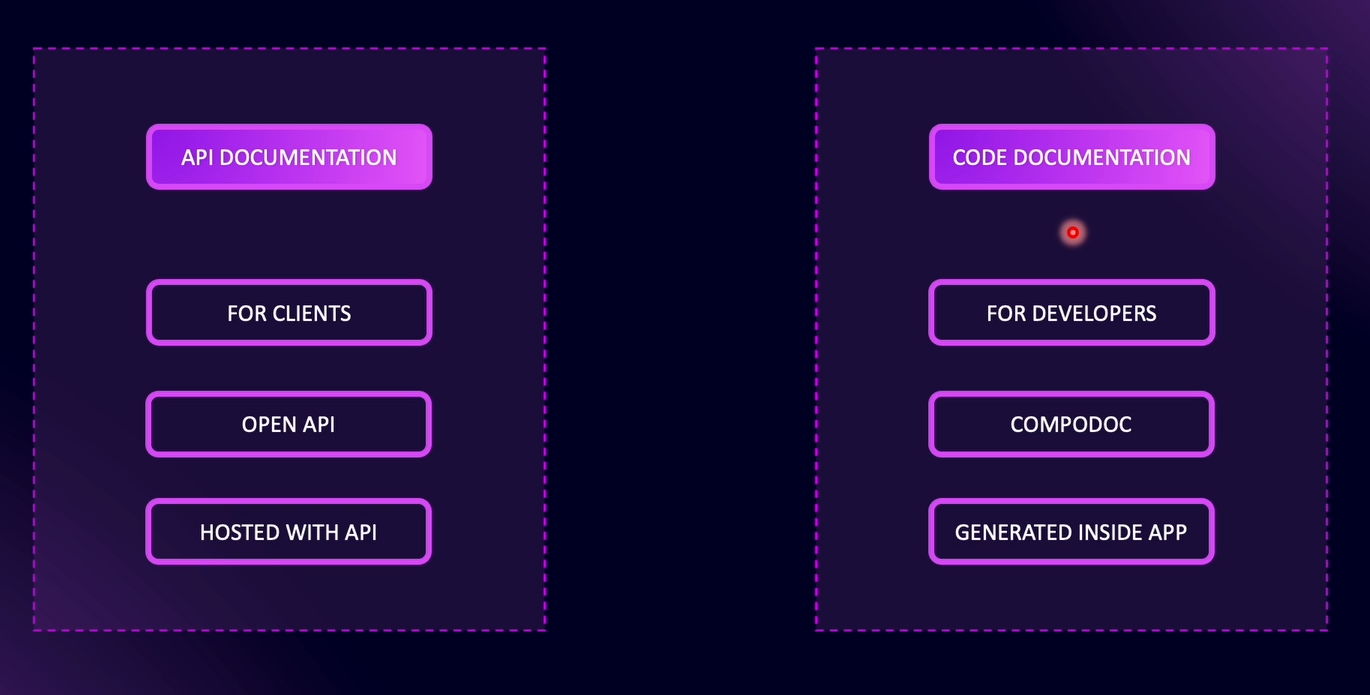 API DOCUMENTATION
FOR CLIENTS
OPEN API
HOSTED WITH API
CODE DOCUMENTATION
FOR DEVELOPERS
COMPODOC
GENERATED INSIDE APP